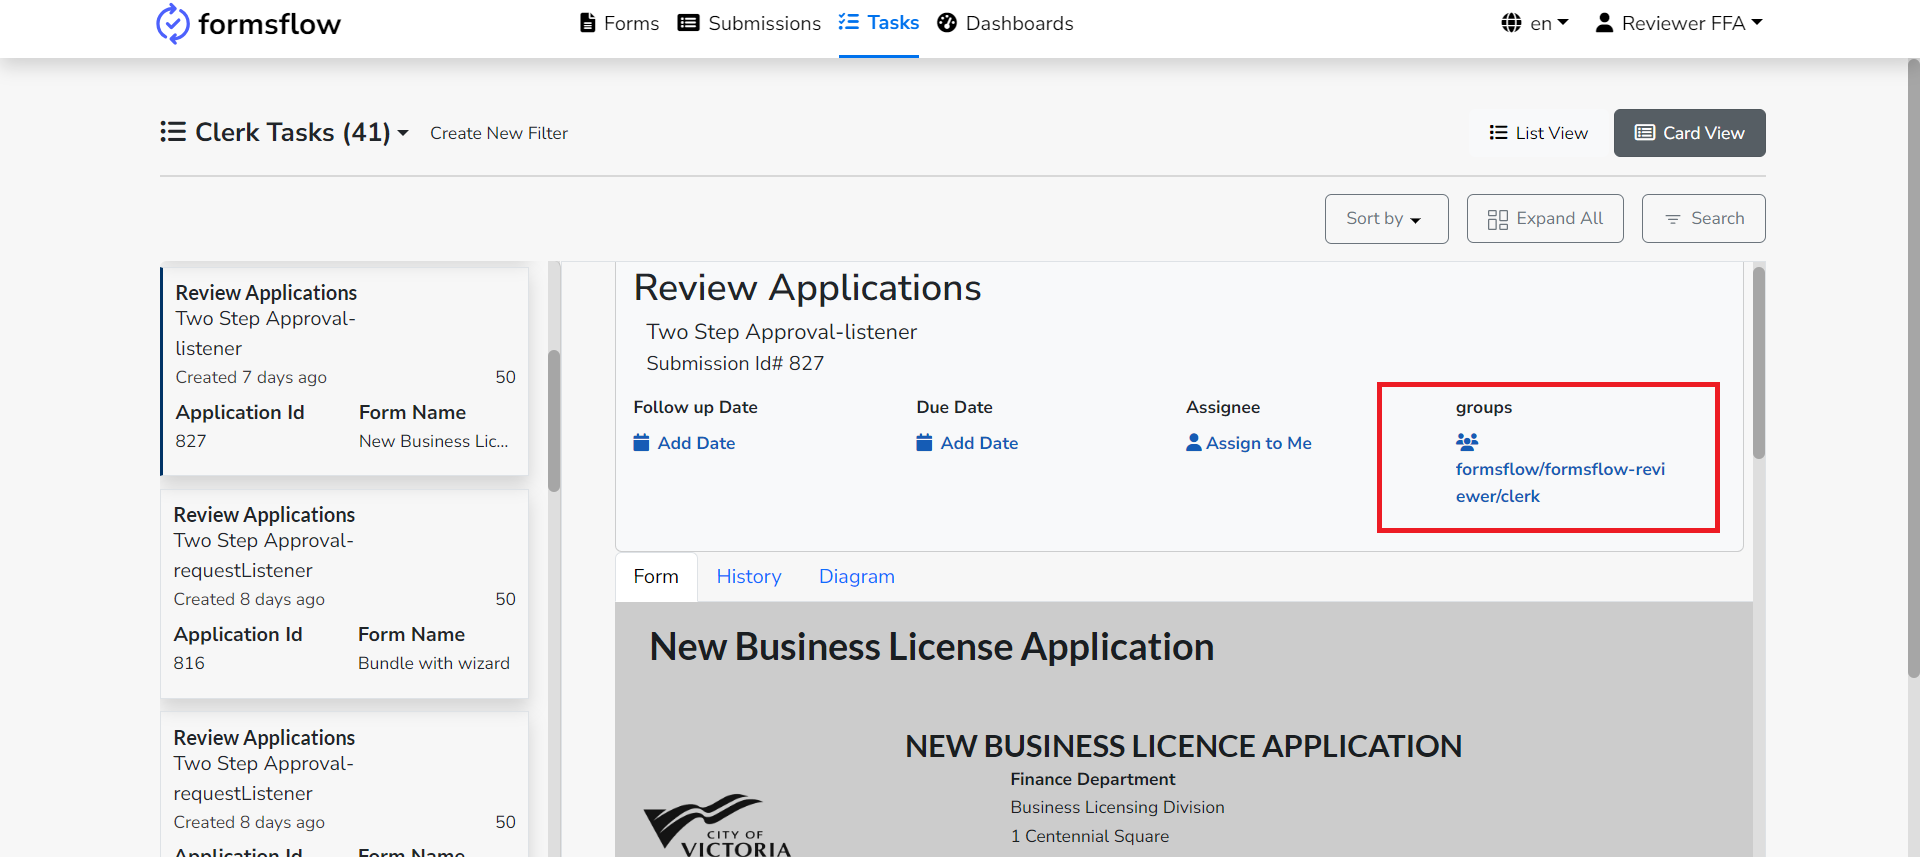 formsflow
Forms
Submissions
Tasks
Dashboards
en
Reviewer FFA
Clerk Tasks (41)
Create New Filter
List View
Card View
Sort by
Expand All
Search
Review Applications
Two Step Approval-
listener
Created 7 days ago
50
Application Id
Form Name
827
New Business Lic...
Review Applications
Two Step Approval-
requestListener
Created 8 days ago
50
Application Id
Form Name
816
Bundle with wizard
Review Applications
Two Step Approval-
requestListener
Created 8 days ago
50
Application Id
Form Name
Review Applications
Two Step Approval-listener
Submission Id# 827
Follow up Date
Due Date
Assignee
groups
Add Date
Add Date
Assign to Me
formsflow/formsflow-revi
ewer/clerk
Form
History
Diagram
New Business License Application
NEW BUSINESS LICENCE APPLICATION
Finance Department
Business Licensing Division
1 Centennial Square
CITY OF
VICTORIA